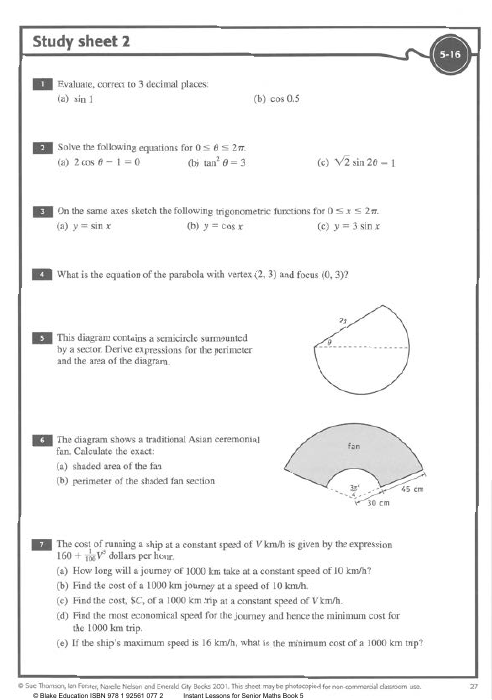 Study sheet 2
5-16
1 Evaluate, correct to 3 decimal places:
(a) sin 1 (b) cos 0.5
2 Solve the following equations for 0 ≤ θ ≤ 2π.
(a) 2 cos θ − 1 = 0 (b) tan² θ = 3 (c) √2 sin 2θ = 1
3 On the same axes sketch the following trigonometric functions for 0 ≤ x ≤ 2π.
(a) y = sin x (b) y = cos x (c) y = 3 sin x
4 What is the equation of the parabola with vertex (2, 3) and focus (0, 3)?
5 This diagram contains a semicircle surmounted
by a sector. Derive expressions for the perimeter
and the area of the diagram.
θ
6 The diagram shows a traditional Asian ceremonial
fan. Calculate the exact:
(a) shaded area of the fan
(b) perimeter of the shaded fan section
fan
45 cm
30 cm
7 The cost of running a ship at a constant speed of V km/h is given by the expression
160 + 1/100 V³ dollars per hour.
(a) How long will a journey of 1000 km take at a constant speed of 10 km/h?
(b) Find the cost of a 1000 km journey at a speed of 10 km/h.
(c) Find the cost, $C, of a 1000 km trip at a constant speed of V km/h.
(d) Find the most economical speed for the journey and hence the minimum cost for
the 1000 km trip.
(e) If the ship's maximum speed is 16 km/h, what is the minimum cost of a 1000 km trip?
© Sue Thomson, Ian Forster, Narelle Nelson and Emerald City Books 2001. This sheet may be photocopied for non-commercial classroom use. 27
© Blake Education ISBN 978 1 92561 077 2 Instant Lessons for Senior Maths Book 5